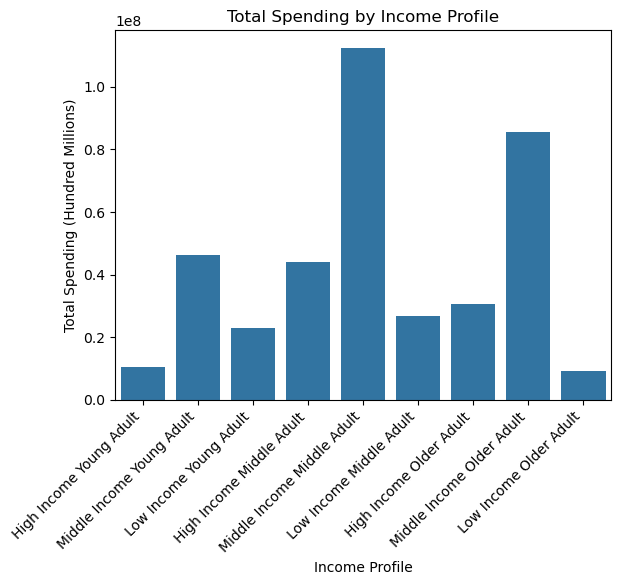 Total Spending by Income Profile
1e8
Total Spending (Hundred Millions)
1.0
0.8
0.6
0.4
0.2
0.0
High Income Young Adult
Middle Income Young Adult
Low Income Young Adult
High Income Middle Adult
Middle Income Middle Adult
Low Income Middle Adult
High Income Older Adult
Middle Income Older Adult
Low Income Older Adult
Income Profile